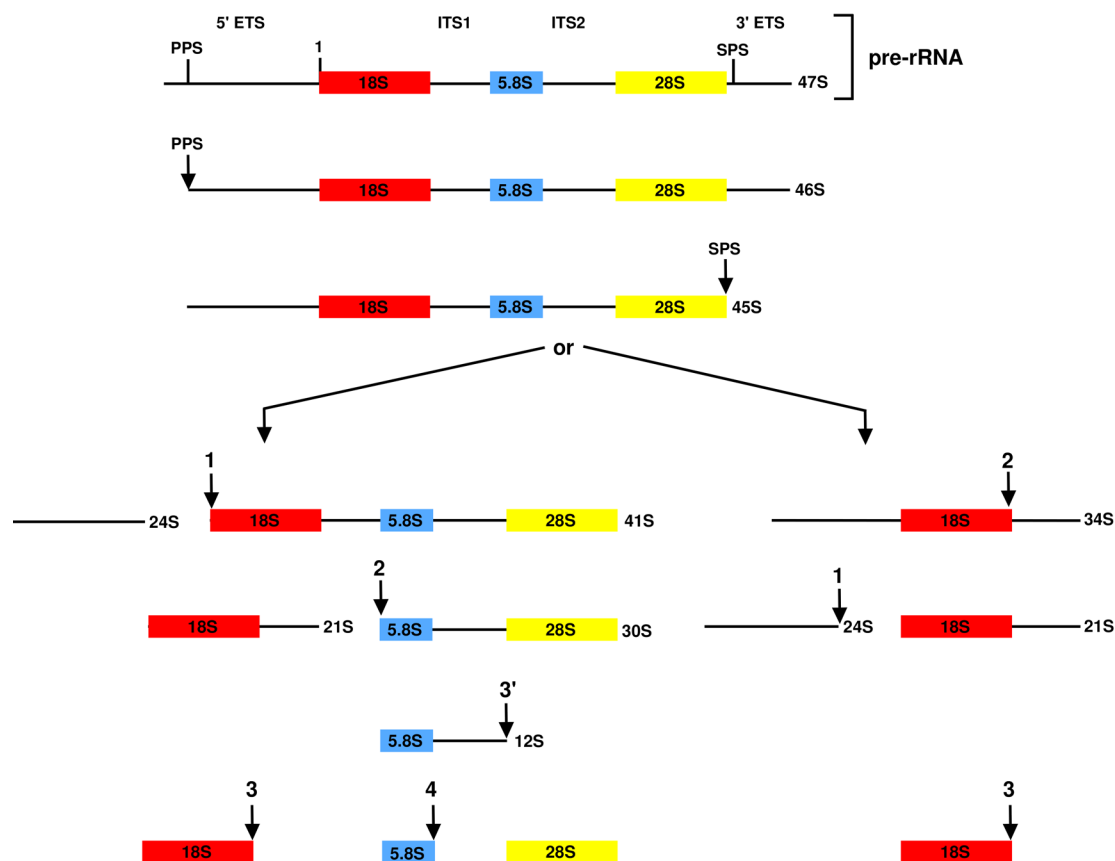 5' ETS ITS1 ITS2 3' ETS
PPS 1 SPS
pre-rRNA
18S 5.8S 28S 47S
PPS
18S 5.8S 28S 46S
SPS
18S 5.8S 28S 45S
or
1 2
24S 18S 5.8S 28S 41S 18S 34S
2 1
18S 21S 5.8S 28S 30S 24S 18S 21S
3'
5.8S 12S
3 4 3
18S 5.8S 28S 18S